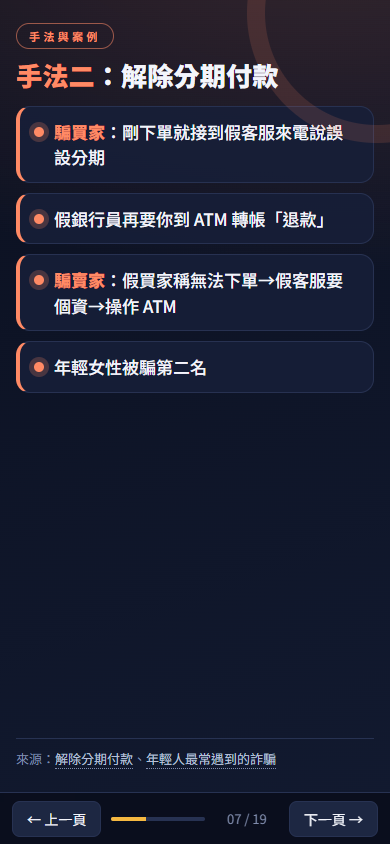 手法與案例
手法二：解除分期付款
騙買家：剛下單就接到假客服來電說誤
設分期
假銀行員再要你到 ATM 轉帳「退款」
騙賣家：假買家稱無法下單→假客服要
個資→操作 ATM
年輕女性被騙第二名
來源：解除分期付款、年輕人最常遇到的詐騙
← 上一頁
07 / 19
下一頁 →